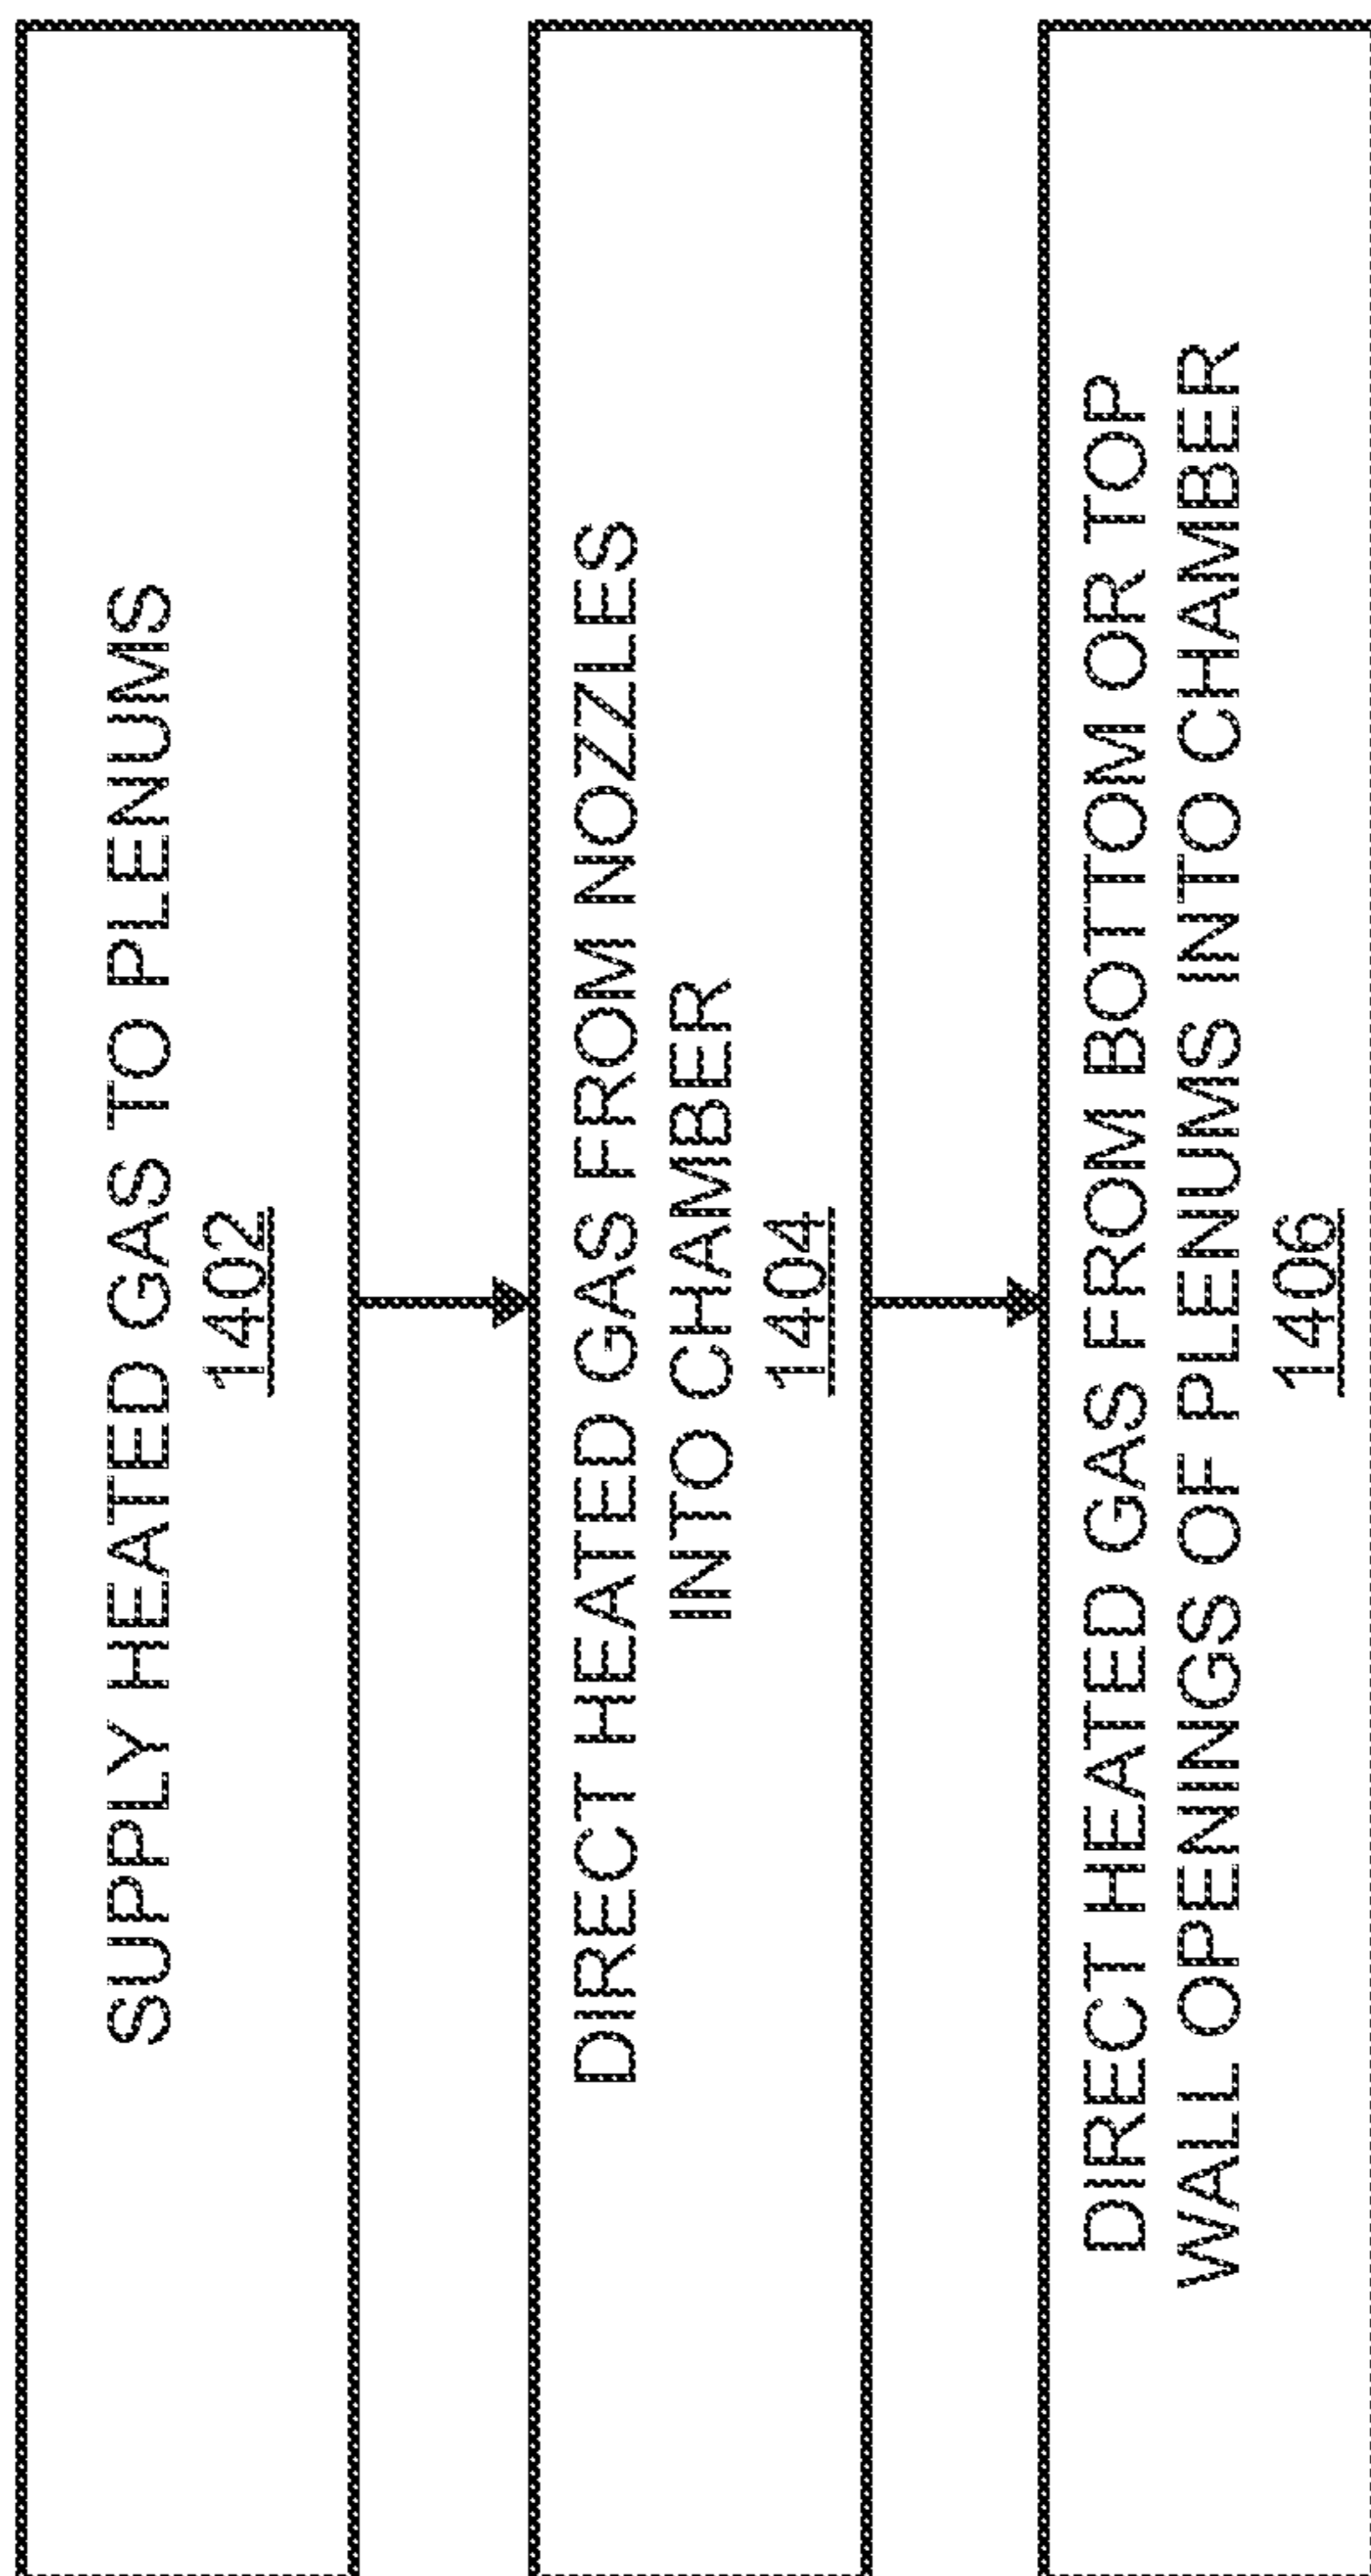 SUPPLY HEATED GAS TO PLENUMS
1402
DIRECT HEATED GAS FROM NOZZLES
INTO CHAMBER
1404
DIRECT HEATED GAS FROM BOTTOM OR TOP
WALL OPENINGS OF PLENUMS INTO CHAMBER
1406